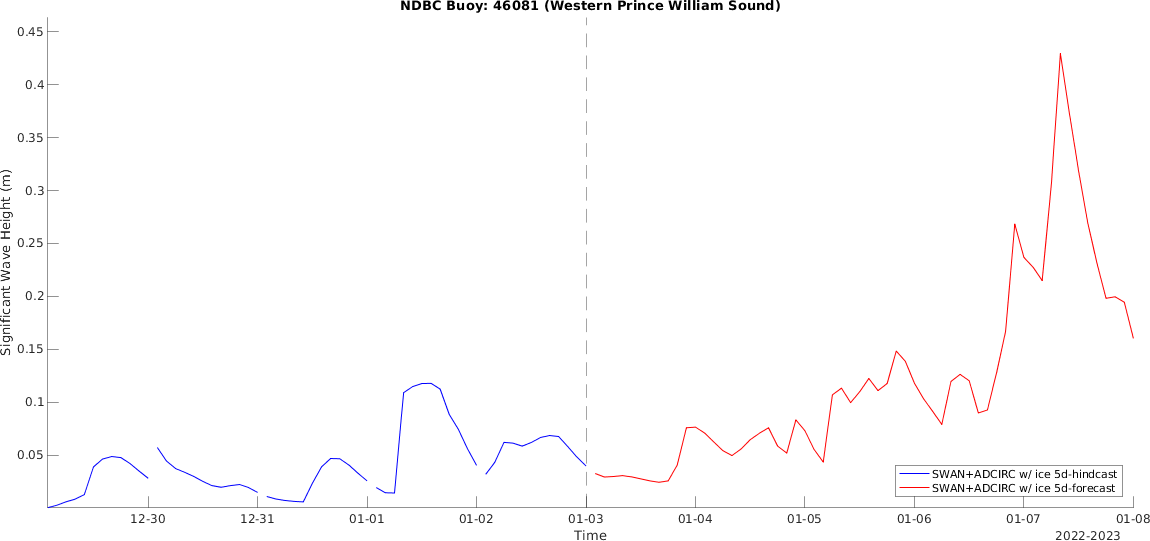 NDBC Buoy: 46081 (Western Prince William Sound)
Significant Wave Height (m)
0.45
0.4
0.35
0.3
0.25
0.2
0.15
0.1
0.05
SWAN+ADCIRC w/ ice 5d-hindcast
SWAN+ADCIRC w/ ice 5d-forecast
12-30 12-31 01-01 01-02 01-03 01-04 01-05 01-06 01-07 01-08
Time
2022-2023